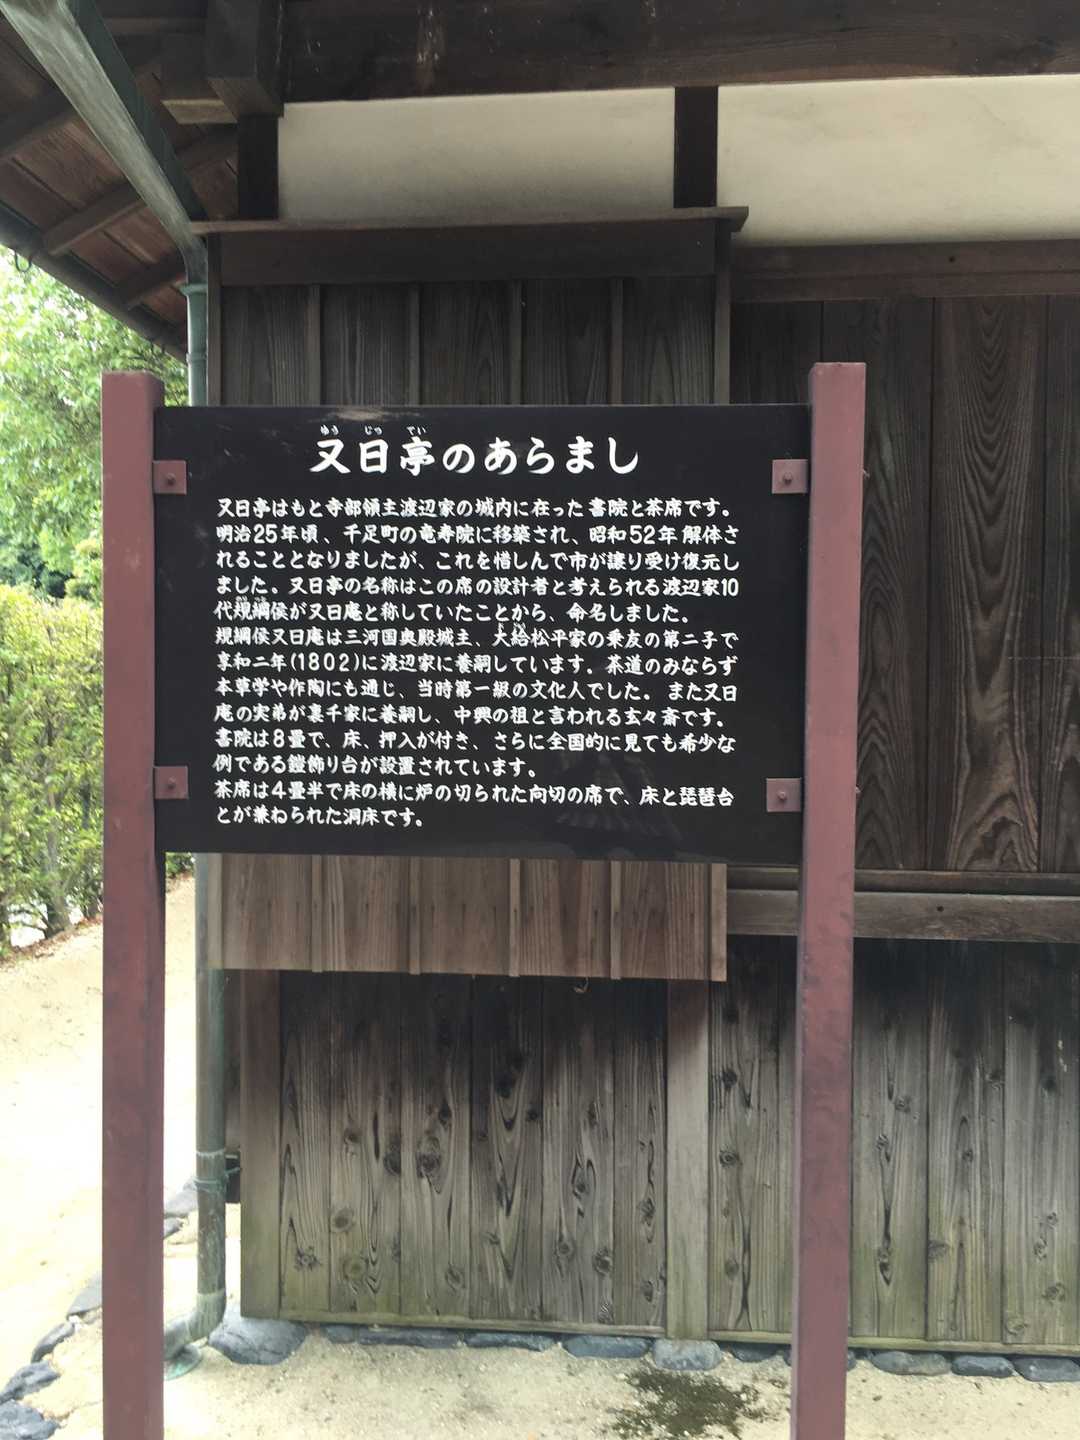 又日亭のあらまし
ゆう じつ てい
又日亭はもと寺部領主渡辺家の城内に在った書院と茶席です。
明治25年頃、千足町の竜寿院に移築され、昭和52年解体さ
れることとなりましたが、これを惜しんで市が譲り受け復元し
ました。又日亭の名称はこの席の設計者と考えられる渡辺家10
代規綱侯が又日庵と称していたことから、命名しました。
規綱侯又日庵は三河国奥殿城主、大給松平家の乗友の第二子で
享和二年(1802)に渡辺家に養嗣しています。茶道のみならず
本草学や作陶にも通じ、当時第一級の文化人でした。また又日
庵の実弟が裏千家に養嗣し、中興の祖と言われる玄々斎です。
書院は8畳で、床、押入が付き、さらに全国的に見ても希少な
例である鎧飾り台が設置されています。
茶席は4畳半で床の横に炉の切られた向切の席で、床と琵琶台
とが兼ねられた洞床です。